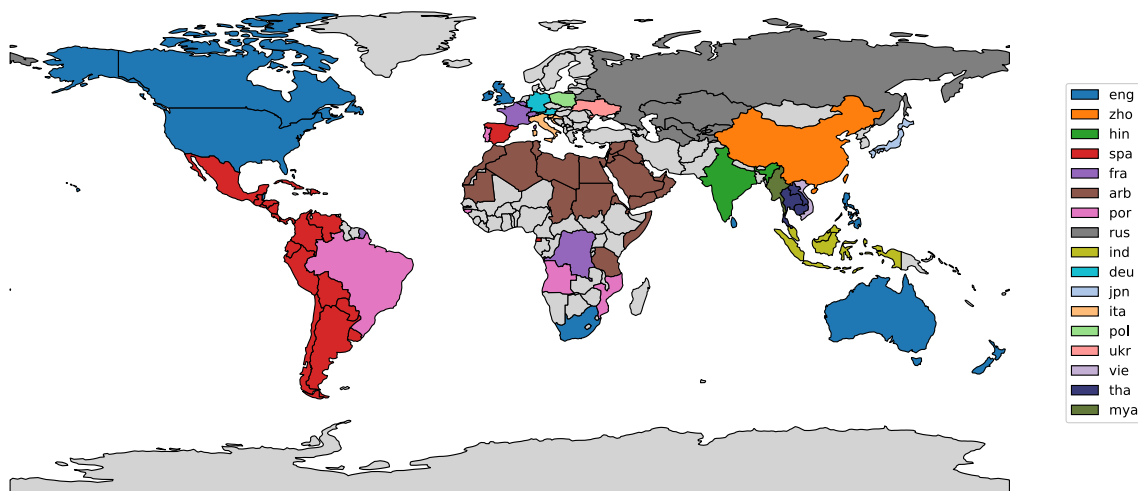 eng
zho
hin
spa
fra
arb
por
rus
ind
deu
jpn
ita
pol
ukr
vie
tha
mya